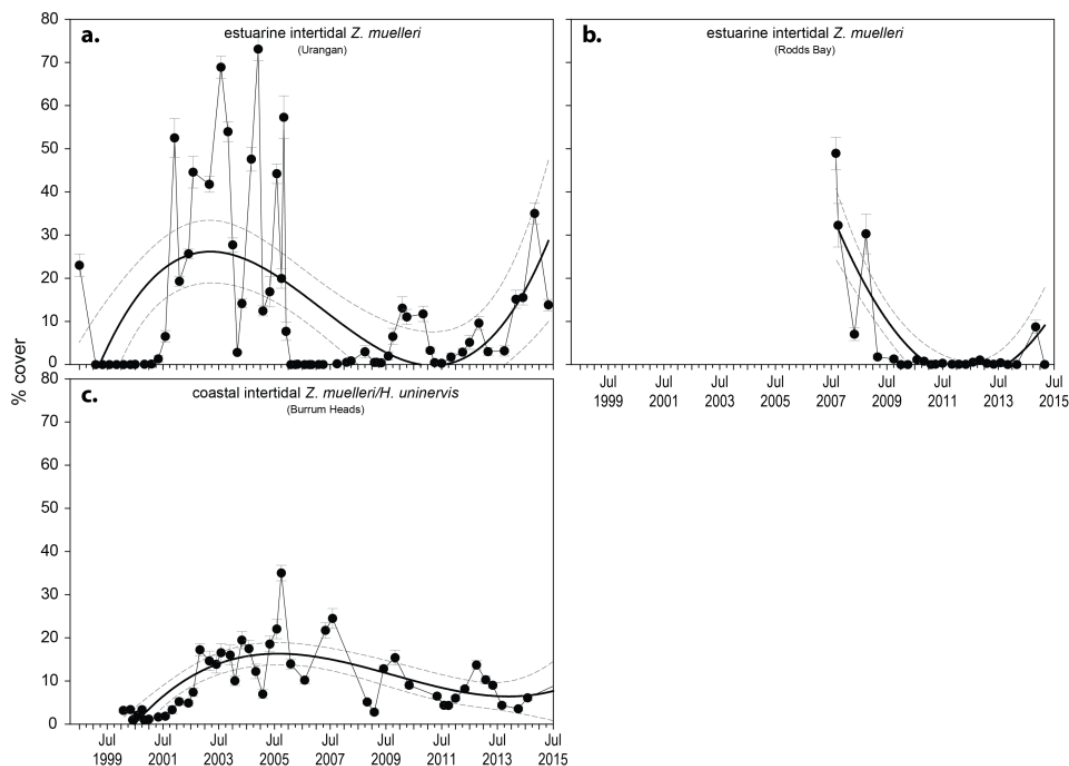 a.
estuarine intertidal Z. muelleri
(Urangan)
80
70
60
50
40
30
20
10
0
b.
estuarine intertidal Z. muelleri
(Rodds Bay)
Jul Jul Jul Jul Jul Jul Jul Jul Jul
1999 2001 2003 2005 2007 2009 2011 2013 2015
% cover
c.
coastal intertidal Z. muelleri/H. uninervis
(Burrum Heads)
80
70
60
50
40
30
20
10
0
Jul Jul Jul Jul Jul Jul Jul Jul Jul
1999 2001 2003 2005 2007 2009 2011 2013 2015